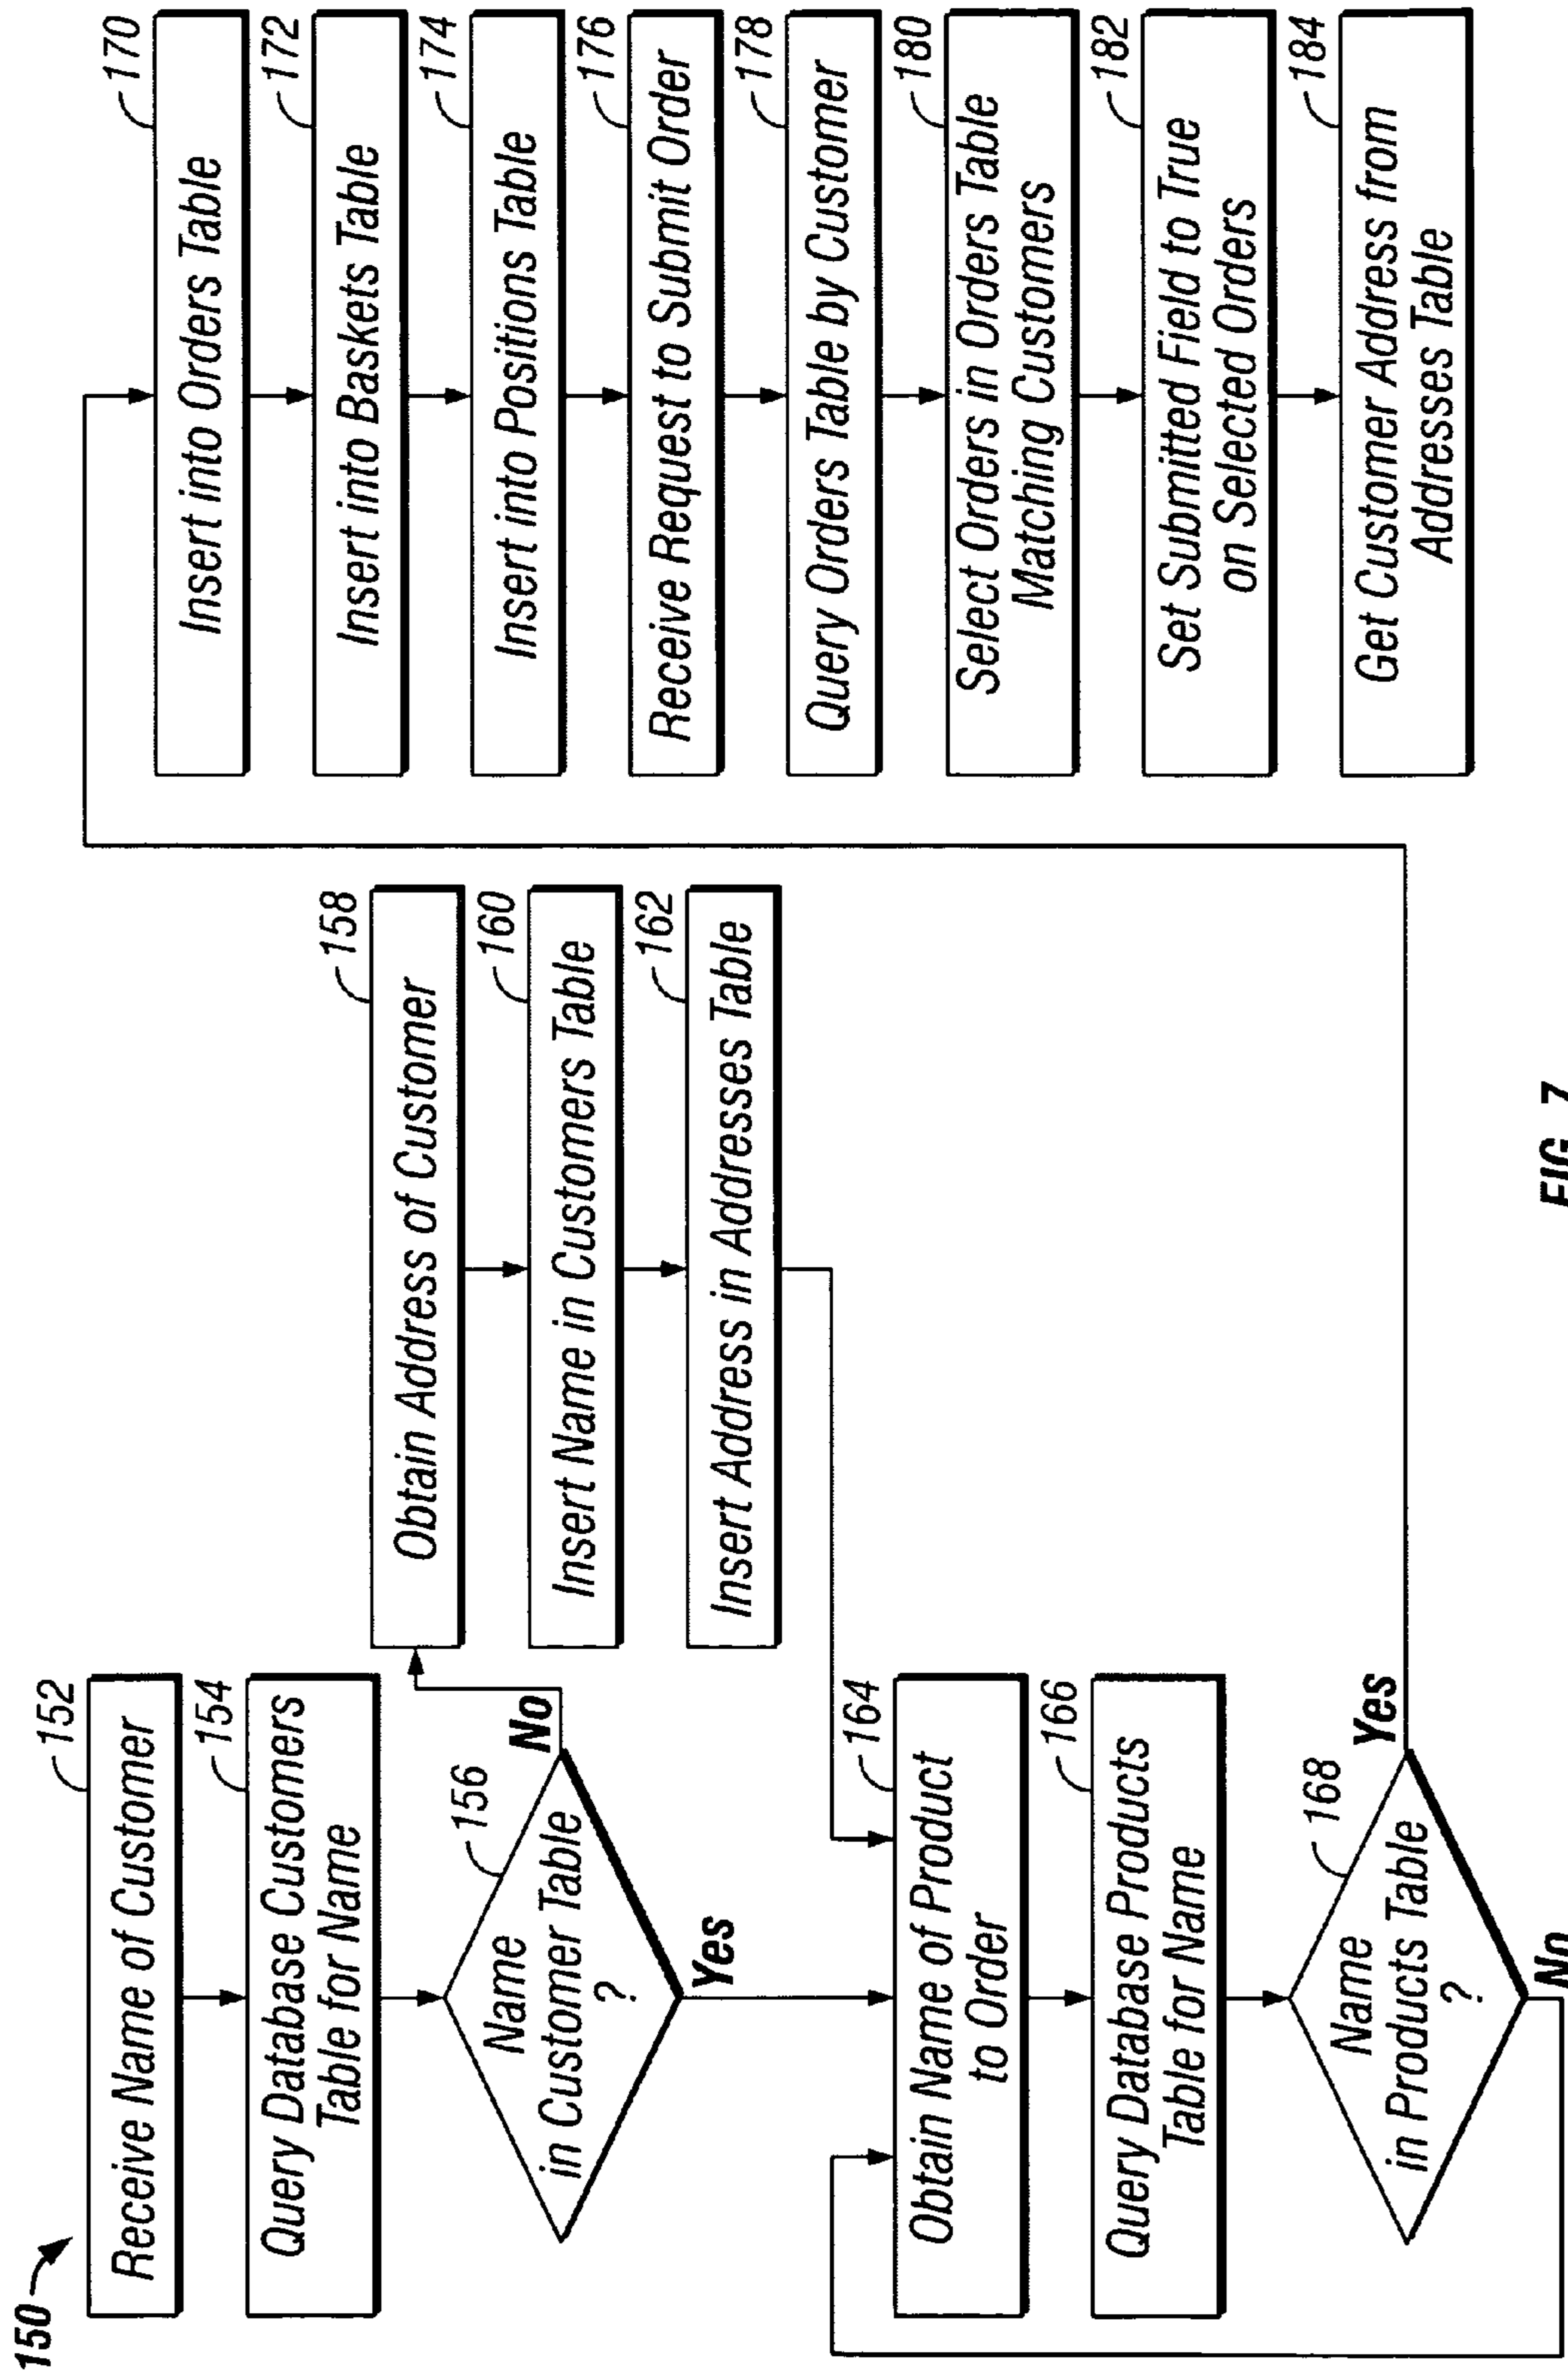 150
152
Receive Name of Customer
154
Query Database Customers
Table for Name
156
Name
in Customer Table
?
No
Yes
158
Obtain Address of Customer
160
Insert Name in Customers Table
162
Insert Address in Addresses Table
164
Obtain Name of Product
to Order
166
Query Database Products
Table for Name
168
Name
in Products Table
?
Yes
No
170
Insert into Orders Table
172
Insert into Baskets Table
174
Insert into Positions Table
176
Receive Request to Submit Order
178
Query Orders Table by Customer
180
Select Orders in Orders Table
Matching Customers
182
Set Submitted Field to True
on Selected Orders
184
Get Customer Address from
Addresses Table
FIG. 7